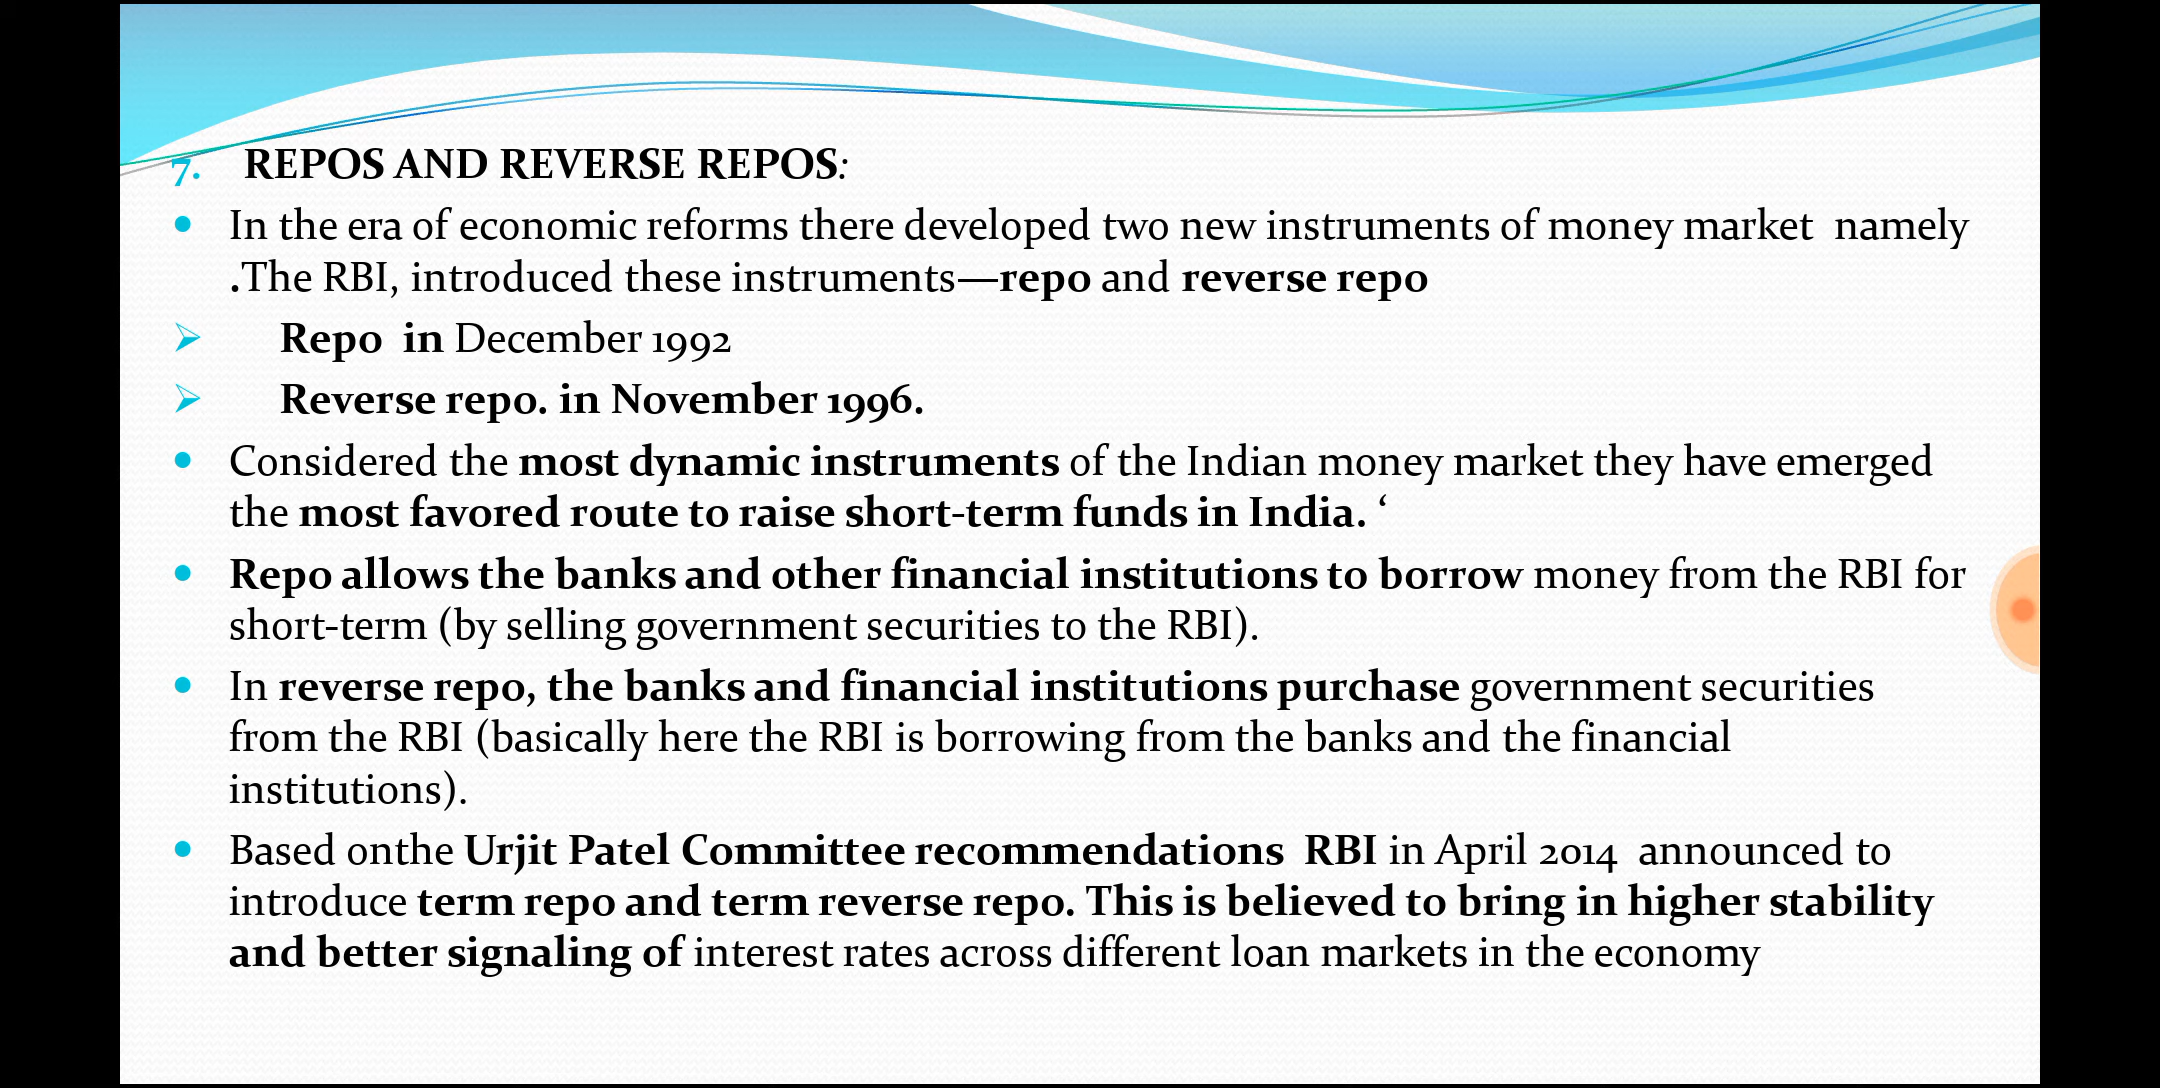 7. REPOS AND REVERSE REPOS:
• In the era of economic reforms there developed two new instruments of money market namely
.The RBI, introduced these instruments—repo and reverse repo
➢ Repo in December 1992
➢ Reverse repo. in November 1996.
• Considered the most dynamic instruments of the Indian money market they have emerged
the most favored route to raise short-term funds in India. ‘
• Repo allows the banks and other financial institutions to borrow money from the RBI for
short-term (by selling government securities to the RBI).
• In reverse repo, the banks and financial institutions purchase government securities
from the RBI (basically here the RBI is borrowing from the banks and the financial
institutions).
• Based onthe Urjit Patel Committee recommendations RBI in April 2014 announced to
introduce term repo and term reverse repo. This is believed to bring in higher stability
and better signaling of interest rates across different loan markets in the economy